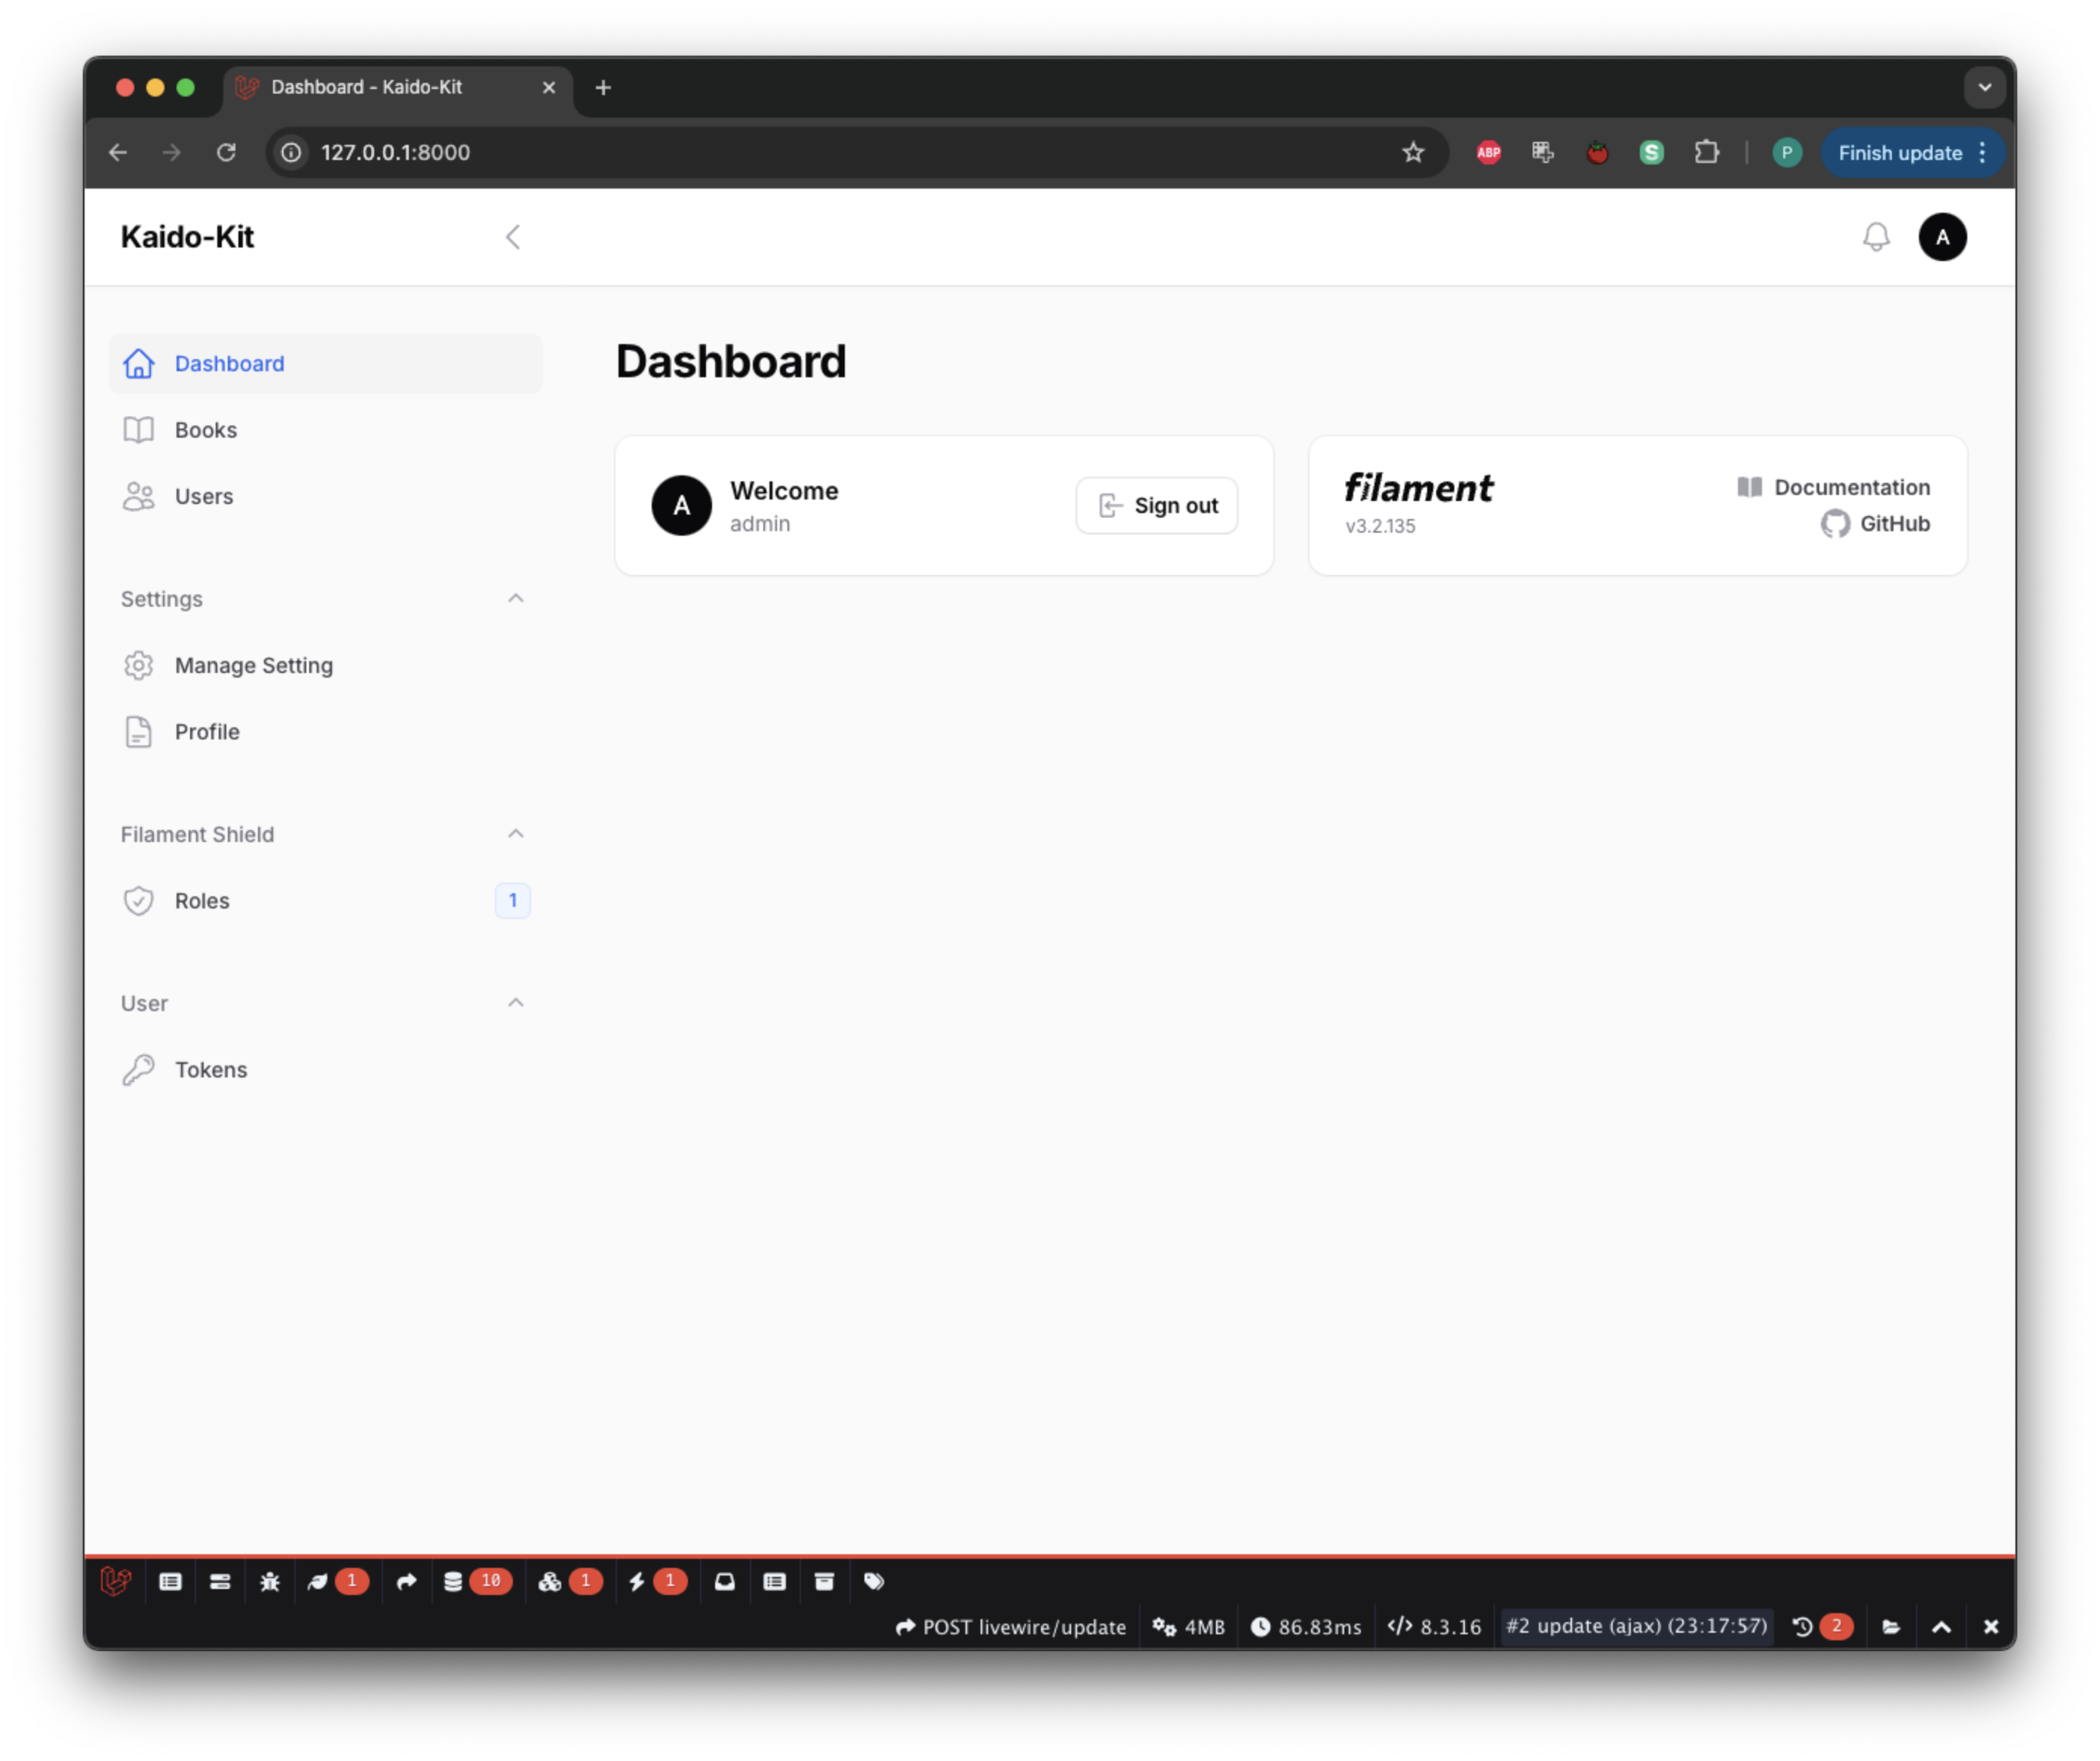 Dashboard - Kaido-Kit
127.0.0.1:8000
ABP
S
P
Finish update
Kaido-Kit
A
Dashboard
Books
Users
Settings
Manage Setting
Profile
Filament Shield
Roles
1
User
Tokens
Dashboard
A
Welcome
admin
Sign out
filament
v3.2.135
Documentation
GitHub
1
10
1
1
POST livewire/update
4MB
86.83ms
8.3.16
#2 update (ajax) (23:17:57)
2